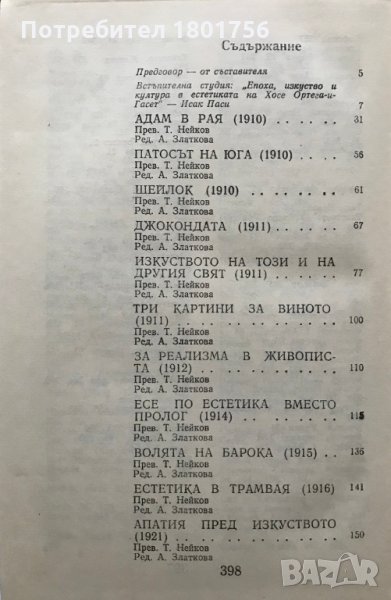 Потребител 1801756
Съдържание
Предговор — от съставителя 5
Встъпителна студия: „Епоха, изкуство и
култура в естетиката на Хосе Ортега-и-
Гасет" — Исак Паси 7
АДАМ В РАЯ (1910) . . . . . . . 31
Прев. Т. Нейков
Ред. А. Златкова
ПАТОСЪТ НА ЮГА (1910) . . . . . 56
Прев. Т. Нейков
Ред. А. Златкова
ШЕЙЛОК (1910) . . . . . . . 61
Прев. Т. Нейков
Ред. А. Златкова
ДЖОКОНДАТА (1911) . . . . . . 67
Прев. Т. Нейков
Ред. А. Златкова
ИЗКУСТВОТО НА ТОЗИ И НА
ДРУГИЯ СВЯТ (1911) . . . . . 77
Прев. Т. Нейков
Ред. А. Златкова
ТРИ КАРТИНИ ЗА ВИНОТО
(1911) . . . . . . . . . . 100
Прев. Т. Нейков
Ред. А. Златкова
ЗА РЕАЛИЗМА В ЖИВОПИС-
ТА (1912) . . . . . . . . . 110
Прев. Т. Нейков
Ред. А. Златкова
ЕСЕ ПО ЕСТЕТИКА ВМЕСТО
ПРОЛОГ (1914) . . . . . . . 115
Прев. Т. Нейков
Ред. А. Златкова
ВОЛЯТА НА БАРОКА (1915) . . 136
Прев. Т. Нейков
Ред. А. Златкова
ЕСТЕТИКА В ТРАМВАЯ (1916) 141
Прев. Т. Нейков
Ред. А. Златкова
АПАТИЯ ПРЕД ИЗКУСТВОТО
(1921) . . . . . . . . . . 150
Прев. Т. Нейков
Ред. А. Златкова
398
БАЗАР